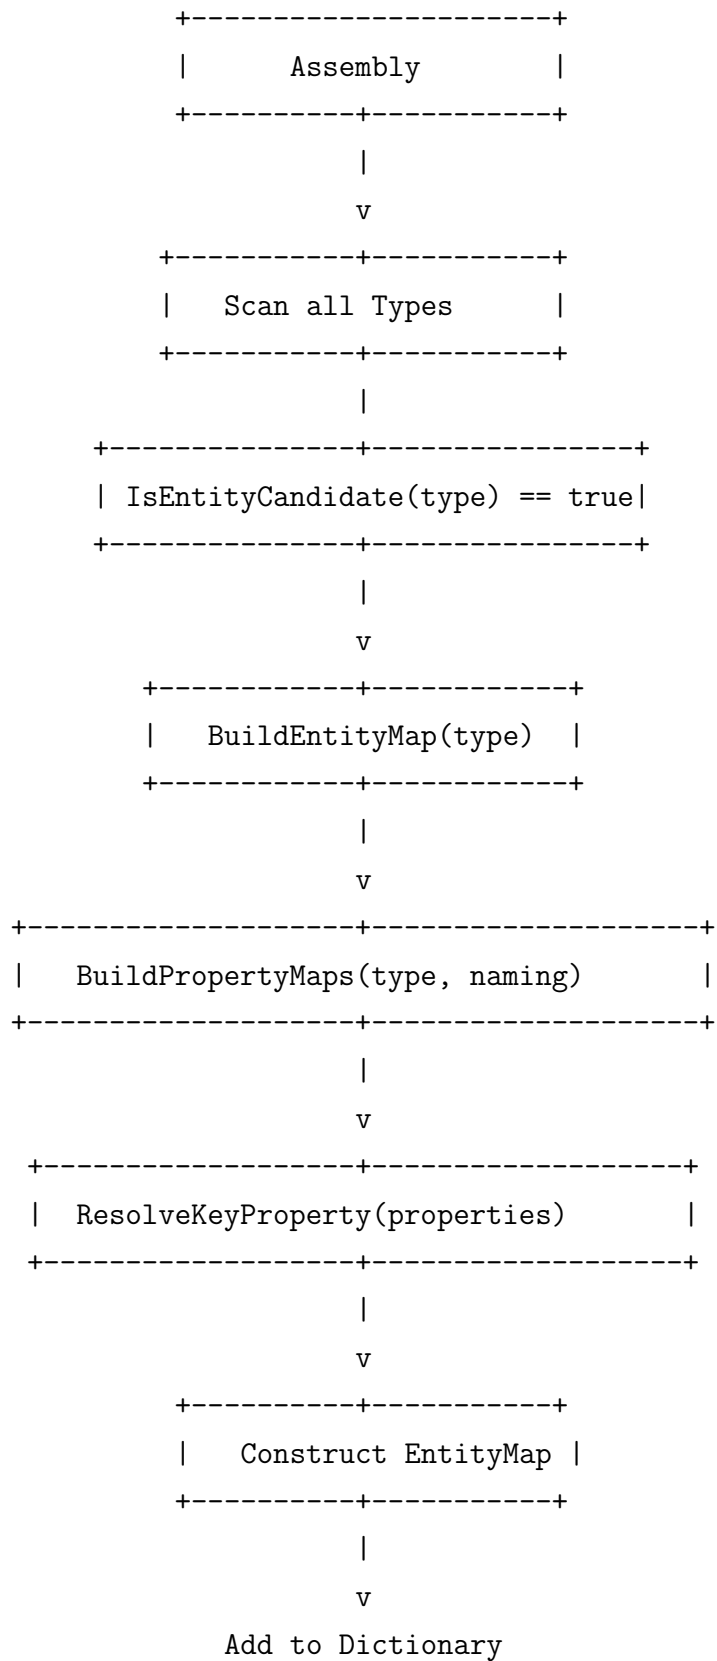 +----------------------+
|      Assembly        |
+----------+-----------+
|
v
+-----------+-----------+
|   Scan all Types      |
+-----------+-----------+
|
+---------------+----------------+
| IsEntityCandidate(type) == true|
+---------------+----------------+
|
v
+------------+------------+
|   BuildEntityMap(type)  |
+------------+------------+
|
v
+--------------------+--------------------+
|   BuildPropertyMaps(type, naming)       |
+--------------------+--------------------+
|
v
+-------------------+-------------------+
|  ResolveKeyProperty(properties)       |
+-------------------+-------------------+
|
v
+----------+-----------+
|   Construct EntityMap |
+----------+-----------+
|
v
Add to Dictionary